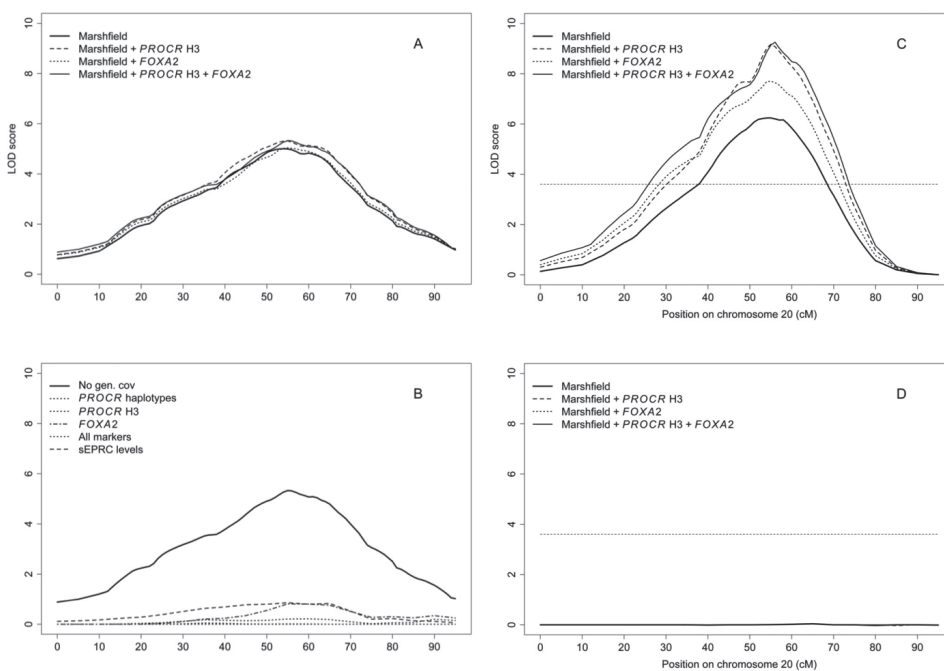 A
Marshfield
Marshfield + PROCR H3
Marshfield + FOXA2
Marshfield + PROCR H3 + FOXA2
LOD score
0 2 4 6 8 10
0 10 20 30 40 50 60 70 80 90
C
Marshfield
Marshfield + PROCR H3
Marshfield + FOXA2
Marshfield + PROCR H3 + FOXA2
LOD score
0 2 4 6 8 10
0 10 20 30 40 50 60 70 80 90
Position on chromosome 20 (cM)
B
No gen. cov
PROCR haplotypes
PROCR H3
FOXA2
All markers
sEPRC levels
0 2 4 6 8 10
0 10 20 30 40 50 60 70 80 90
D
Marshfield
Marshfield + PROCR H3
Marshfield + FOXA2
Marshfield + PROCR H3 + FOXA2
0 2 4 6 8 10
0 10 20 30 40 50 60 70 80 90
Position on chromosome 20 (cM)